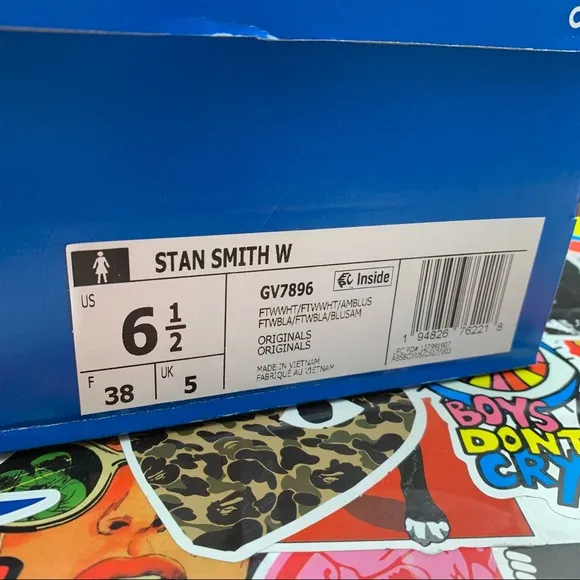 STAN SMITH W
US
6 1/2
F
38
UK
5
GV7896
Inside
FTWWHT/FTWWHT/AMBLUS
FTWBLA/FTWBLA/BLUSAM
ORIGINALS
ORIGINALS
MADE IN VIETNAM
FABRIQUÉ AU VIETNAM
1 94826 76221 8
BOYS
DON'T
CRY